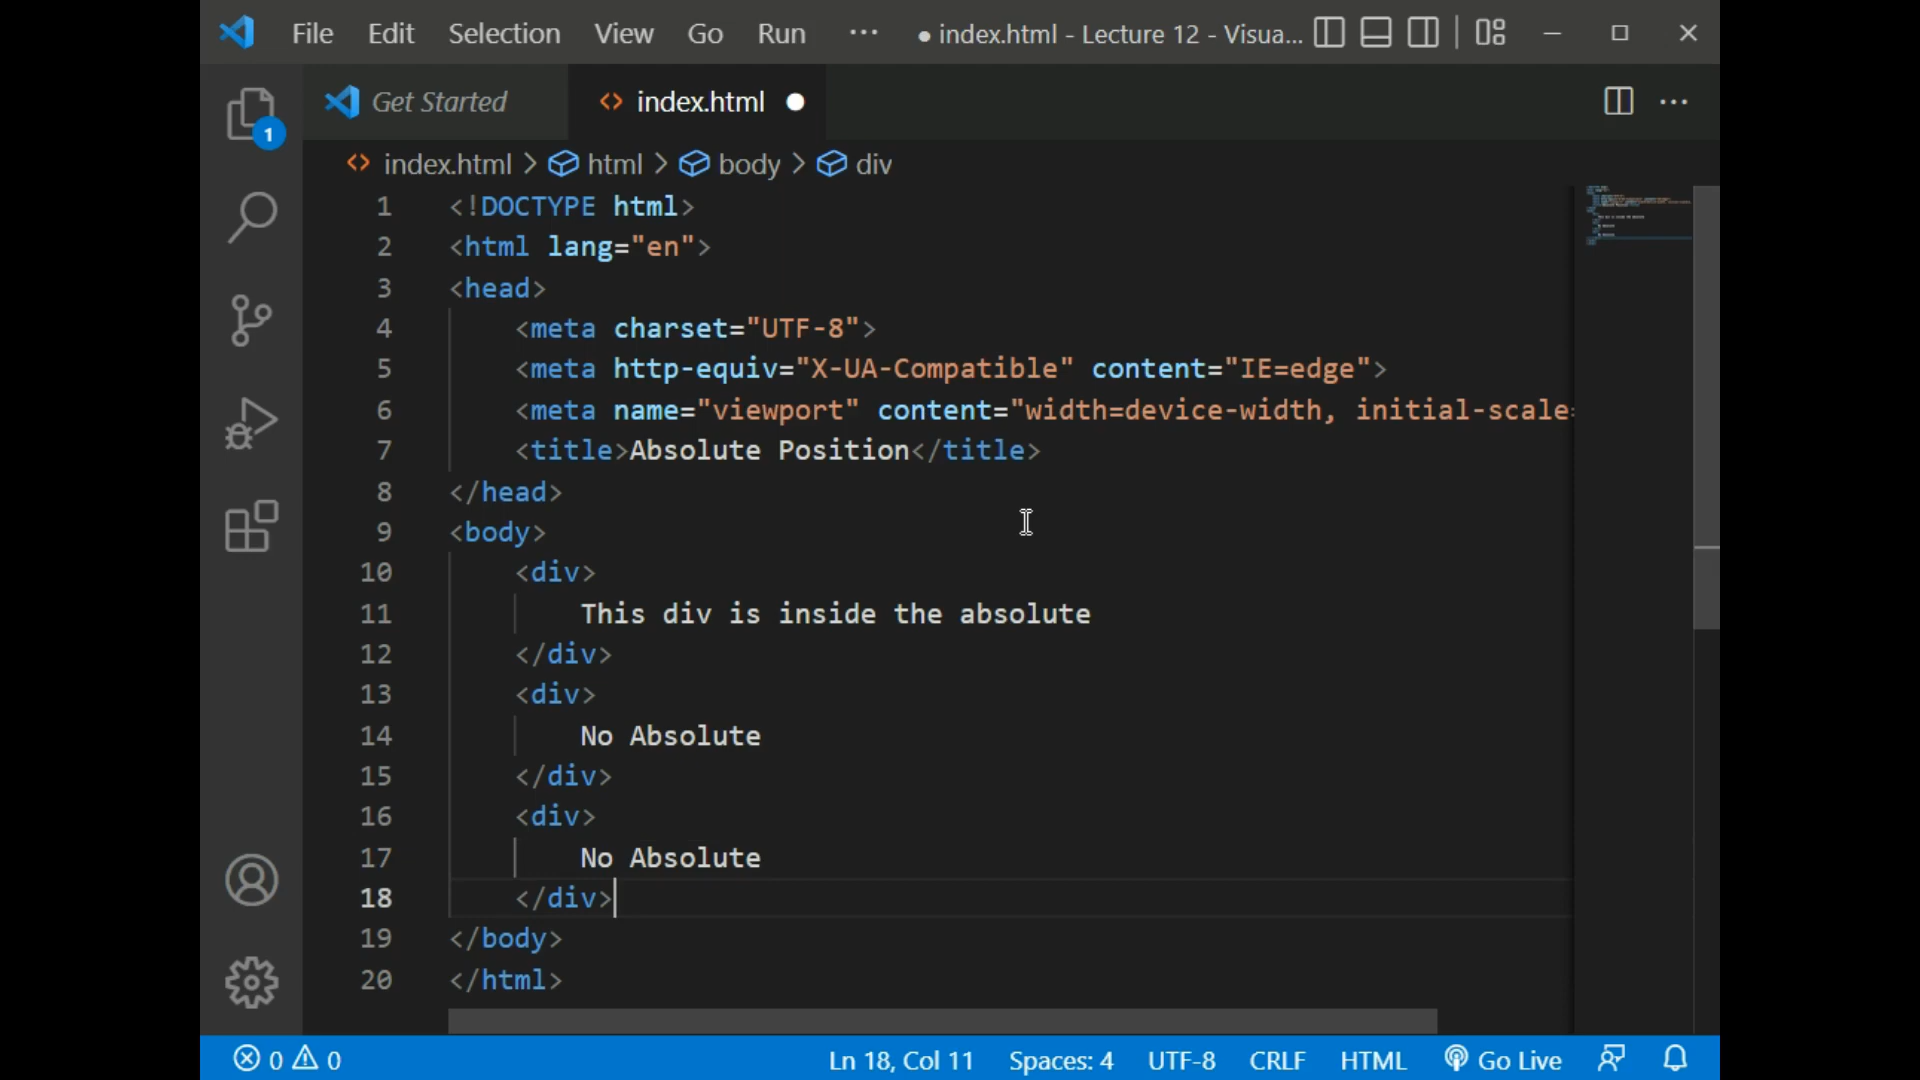 File Edit Selection View Go Run ··· ● index.html - Lecture 12 - Visua...
Get Started <> index.html ●
<> index.html > html > body > div
1 <!DOCTYPE html>
2 <html lang="en">
3 <head>
4     <meta charset="UTF-8">
5     <meta http-equiv="X-UA-Compatible" content="IE=edge">
6     <meta name="viewport" content="width=device-width, initial-scale=
7     <title>Absolute Position</title>
8 </head>
9 <body>
10     <div>
11         This div is inside the absolute
12     </div>
13     <div>
14         No Absolute
15     </div>
16     <div>
17         No Absolute
18     </div>
19 </body>
20 </html>
1
0 0 Ln 18, Col 11 Spaces: 4 UTF-8 CRLF HTML Go Live